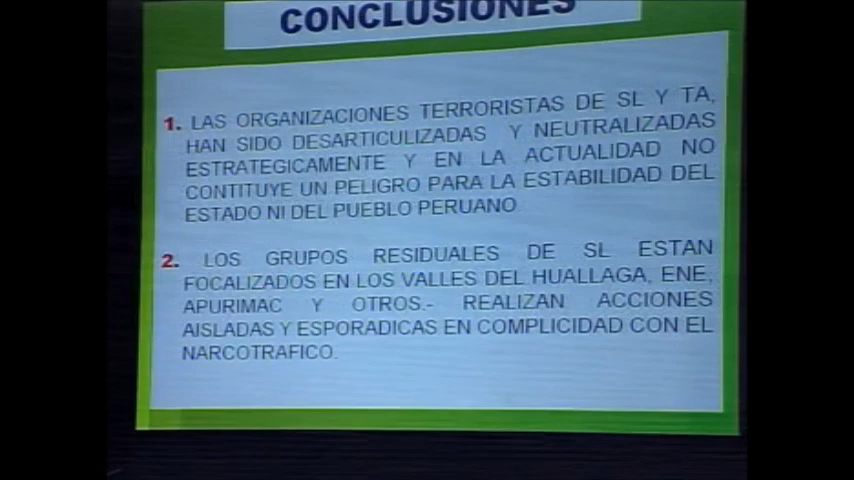 CONCLUSIONES
1. LAS ORGANIZACIONES TERRORISTAS DE SL Y TA,
HAN SIDO DESARTICULIZADAS Y NEUTRALIZADAS
ESTRATEGICAMENTE Y EN LA ACTUALIDAD NO
CONTITUYE UN PELIGRO PARA LA ESTABILIDAD DEL
ESTADO NI DEL PUEBLO PERUANO
2. LOS GRUPOS RESIDUALES DE SL ESTAN
FOCALIZADOS EN LOS VALLES DEL HUALLAGA, ENE,
APURIMAC Y OTROS.- REALIZAN ACCIONES
AISLADAS Y ESPORADICAS EN COMPLICIDAD CON EL
NARCOTRAFICO.